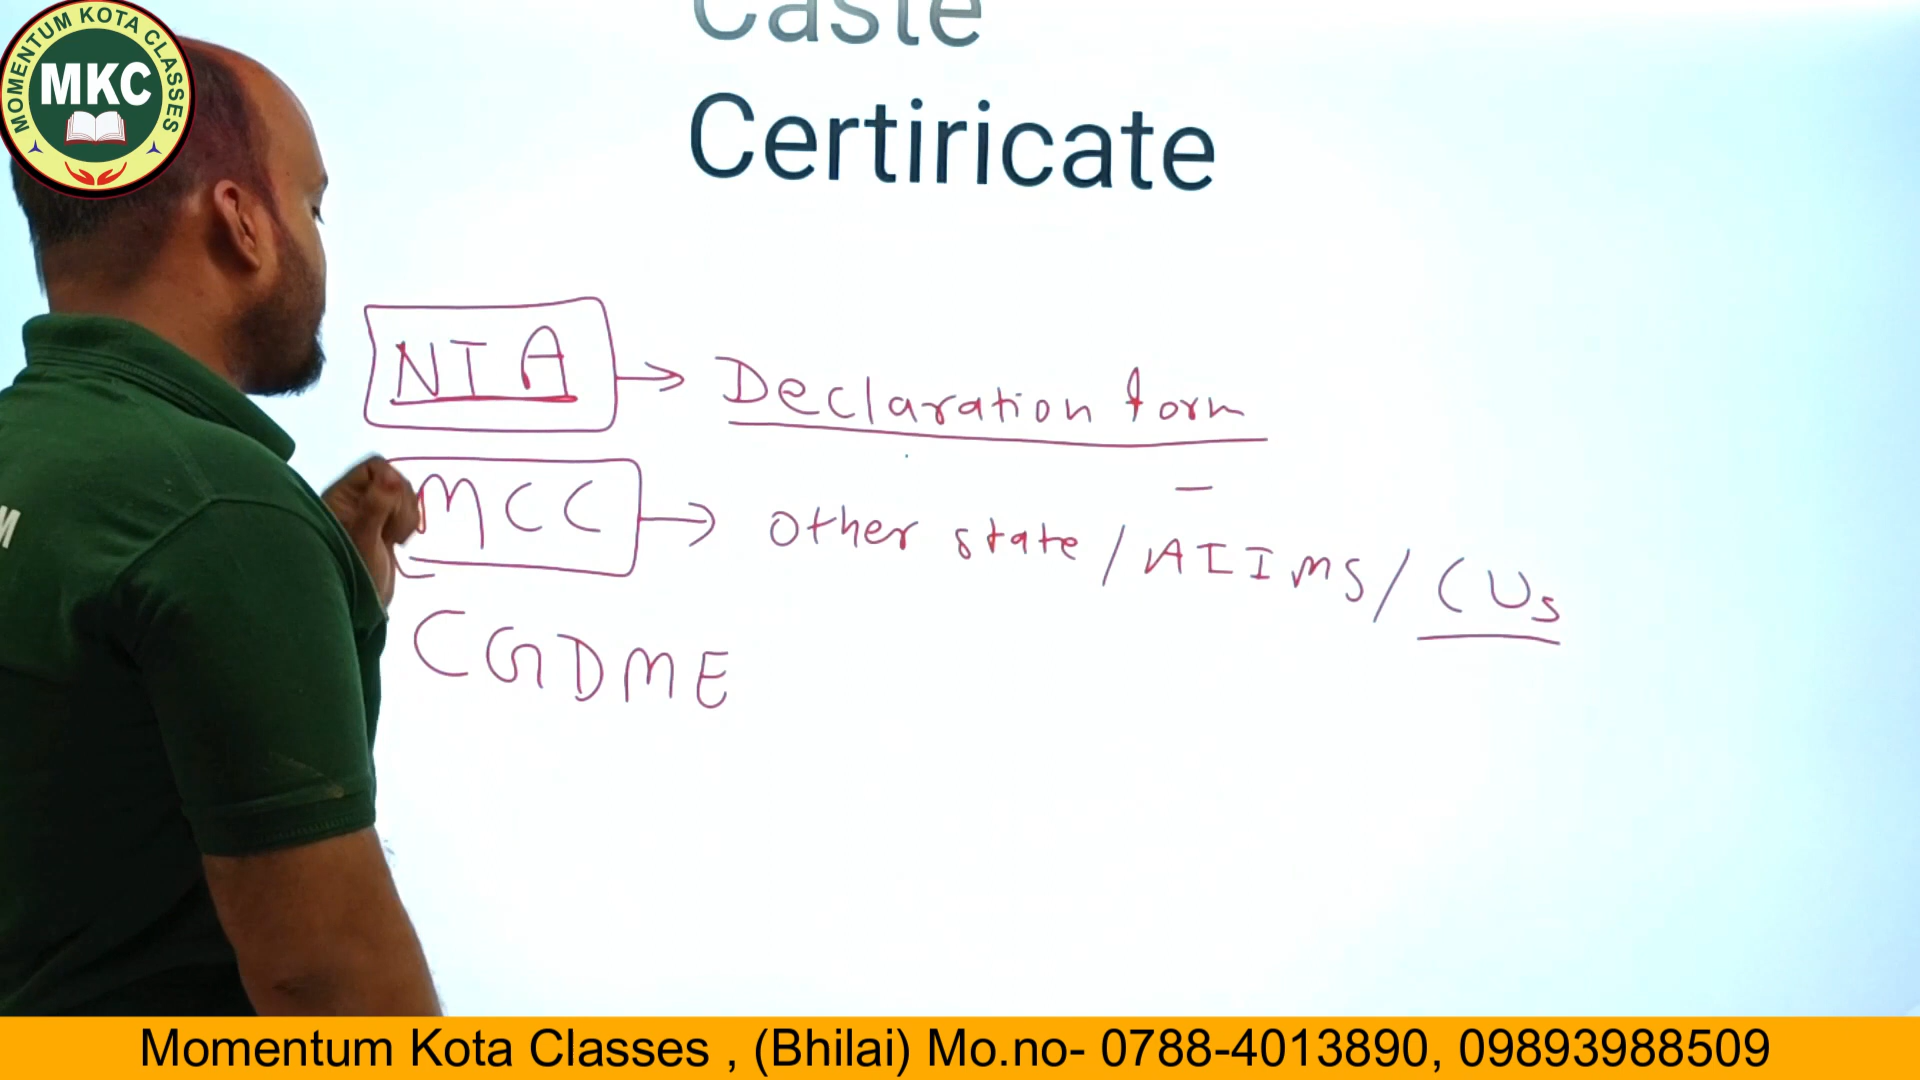 MOMENTUM KOTA CLASSES
MKC
Caste
Certiricate
NTA → Declaration form
MCC → Other state / AIIMS / CUs
CGDME
M
Momentum Kota Classes , (Bhilai) Mo.no- 0788-4013890, 09893988509